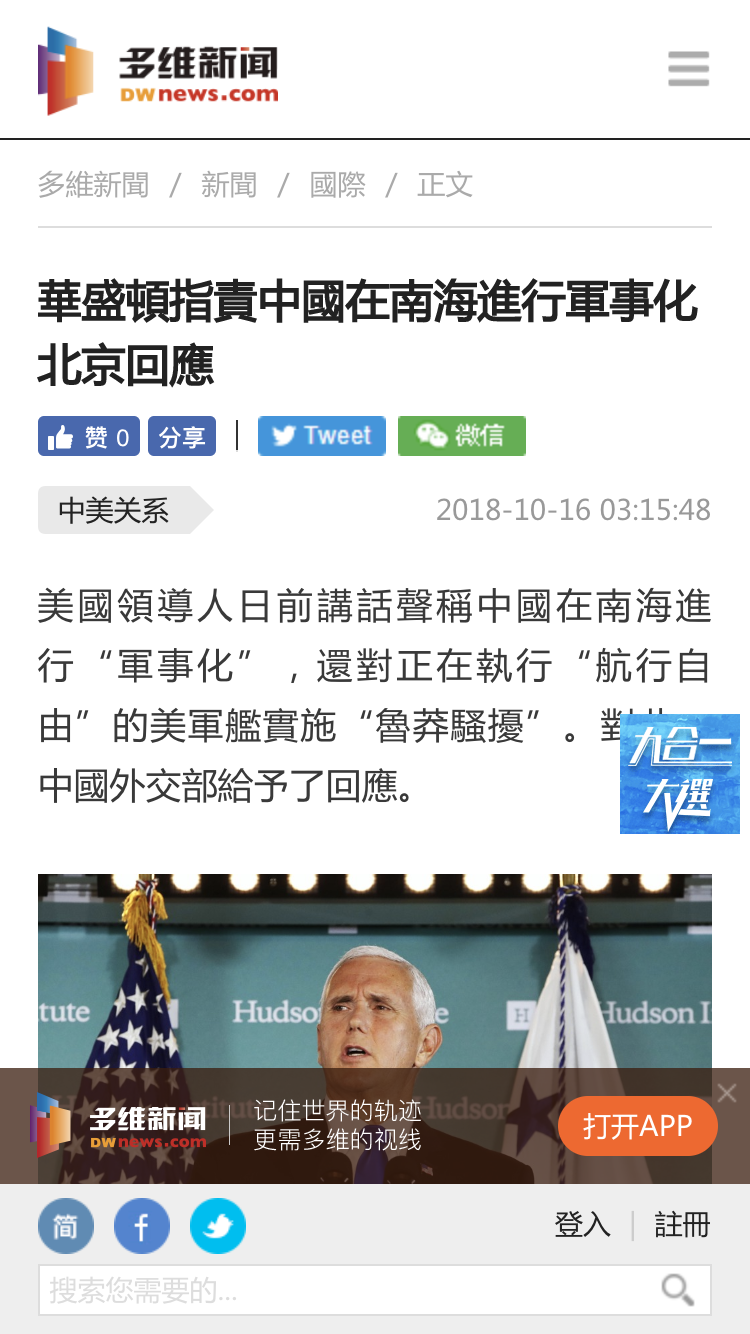 多维新闻
DWnews.com
多維新聞 / 新聞 / 國際 / 正文
華盛頓指責中國在南海進行軍事化
北京回應
赞 0 分享 Tweet 微信
中美关系 2018-10-16 03:15:48
美國領導人日前講話聲稱中國在南海進
行“軍事化”，還對正在執行“航行自
由”的美軍艦實施“魯莽騷擾”。對
中國外交部給予了回應。
九合一
大選
tute Hudso e H Hudson I
多维新闻
DWnews.com
记住世界的轨迹
更需多维的视线
打开APP
简 登入 註冊
搜索您需要的...